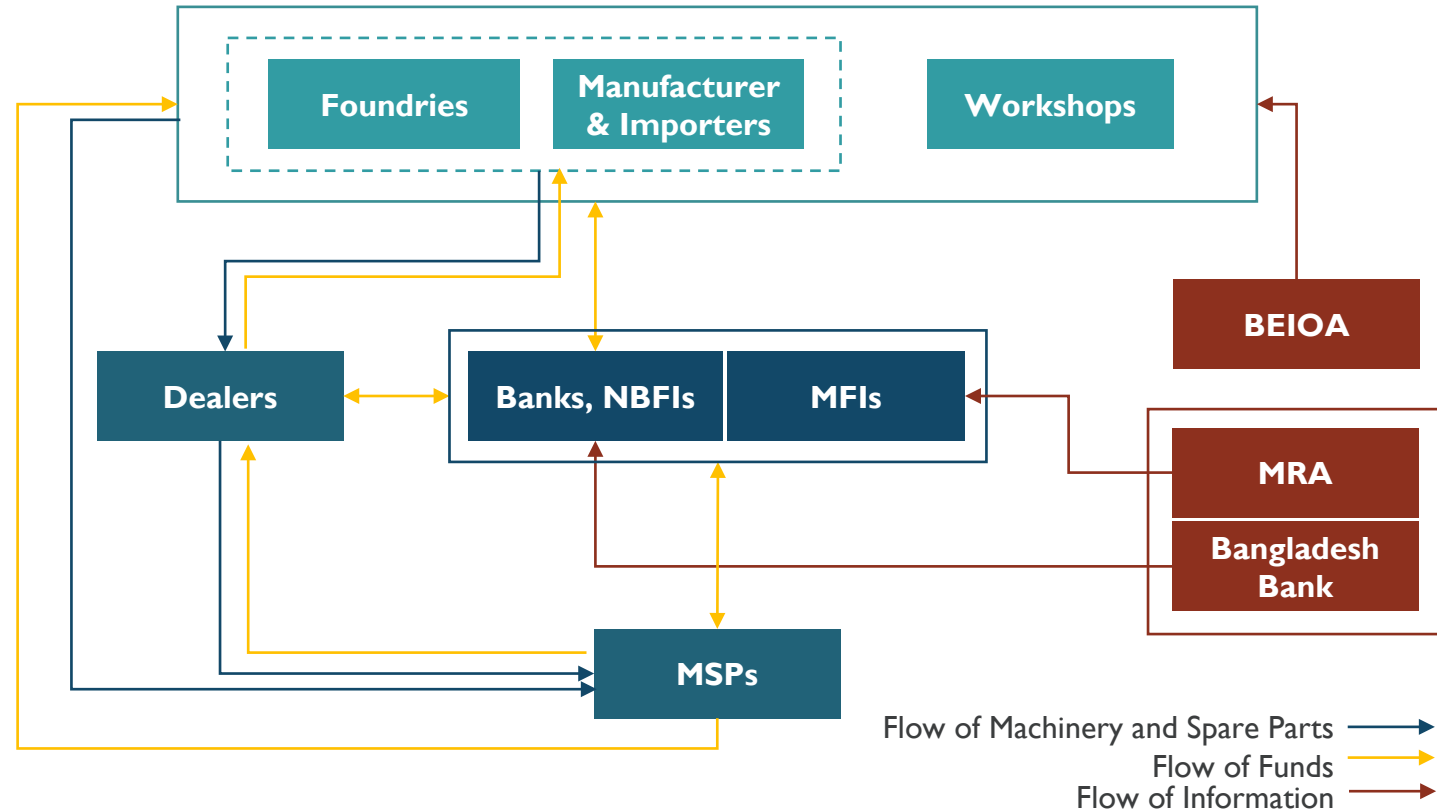 Foundries
Manufacturer
& Importers
Workshops
BEIOA
Dealers
Banks, NBFIs
MFIs
MRA
Bangladesh
Bank
MSPs
Flow of Machinery and Spare Parts
Flow of Funds
Flow of Information